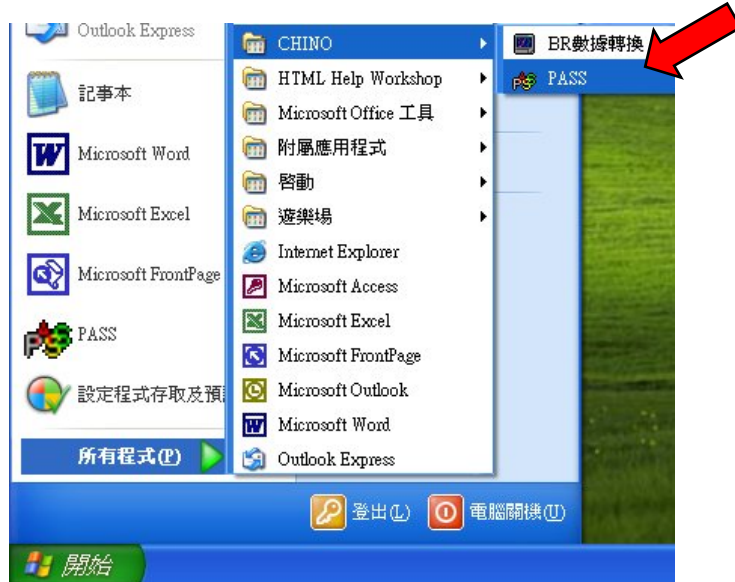 Outlook Express
記事本
Microsoft Word
Microsoft Excel
Microsoft FrontPage
PASS
設定程式存取及預
所有程式(P)
CHINO
HTML Help Workshop
Microsoft Office 工具
附屬應用程式
啓動
遊樂場
Internet Explorer
Microsoft Access
Microsoft Excel
Microsoft FrontPage
Microsoft Outlook
Microsoft Word
Outlook Express
BR數據轉換
PASS
登出(L)
電腦關機(U)
開始